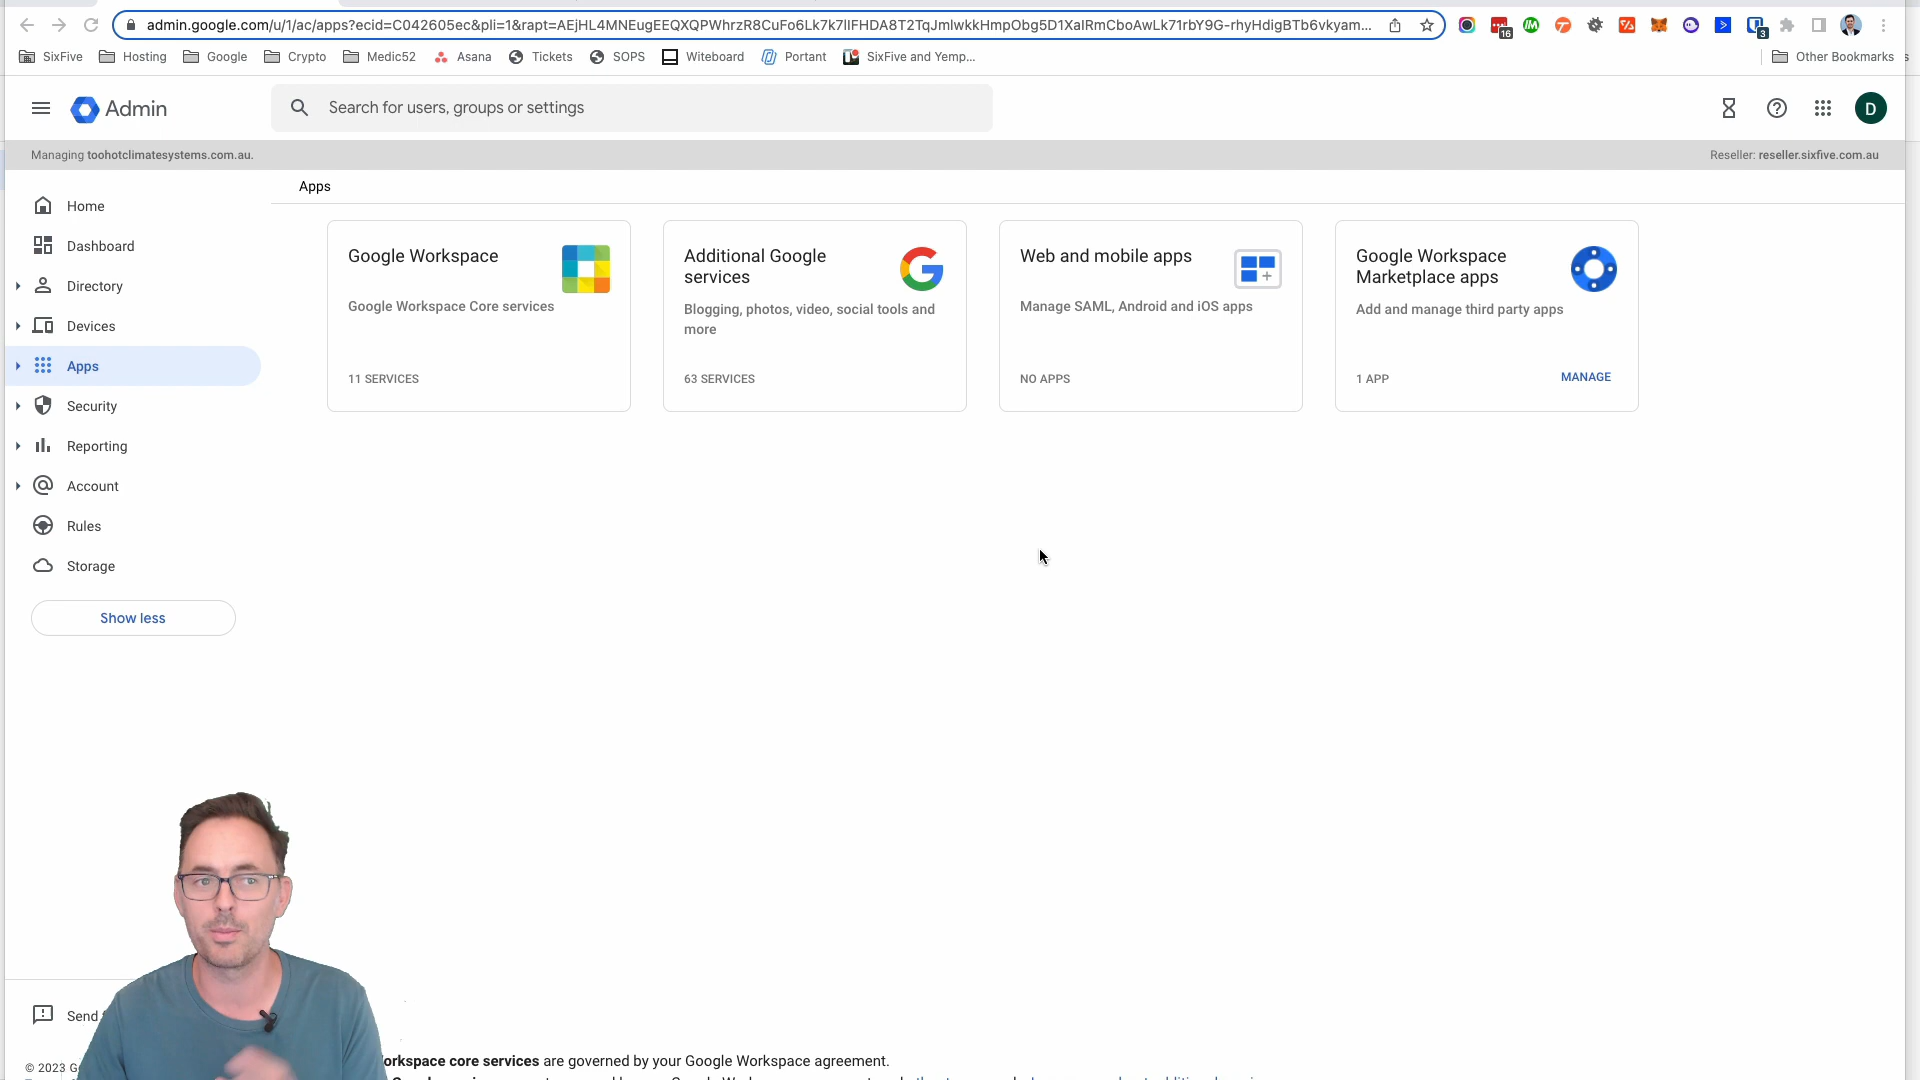 admin.google.com/u/1/ac/apps?ecid=C042605ec&pli=1&rapt=AEjHL4MNEugEEQXQPWhrzR8CuFo6Lk7k7lIFHDA8T2TqJmlwkkHmpObg5D1XalRmCboAwLk71rbY9G-rhyHdigBTb6vkyam...
16
3
SixFive
Hosting
Google
Crypto
Medic52
Asana
Tickets
SOPS
Witeboard
Portant
SixFive and Yemp...
Other Bookmarks
Admin
Search for users, groups or settings
D
Managing toohotclimatesystems.com.au.
Reseller: reseller.sixfive.com.au
Home
Dashboard
Directory
Devices
Apps
Security
Reporting
Account
Rules
Storage
Show less
Send
© 2023 G
Apps
Google Workspace
Google Workspace Core services
11 SERVICES
Additional Google
services
Blogging, photos, video, social tools and
more
63 SERVICES
Web and mobile apps
Manage SAML, Android and iOS apps
NO APPS
Google Workspace
Marketplace apps
Add and manage third party apps
1 APP
MANAGE
orkspace core services are governed by your Google Workspace agreement.